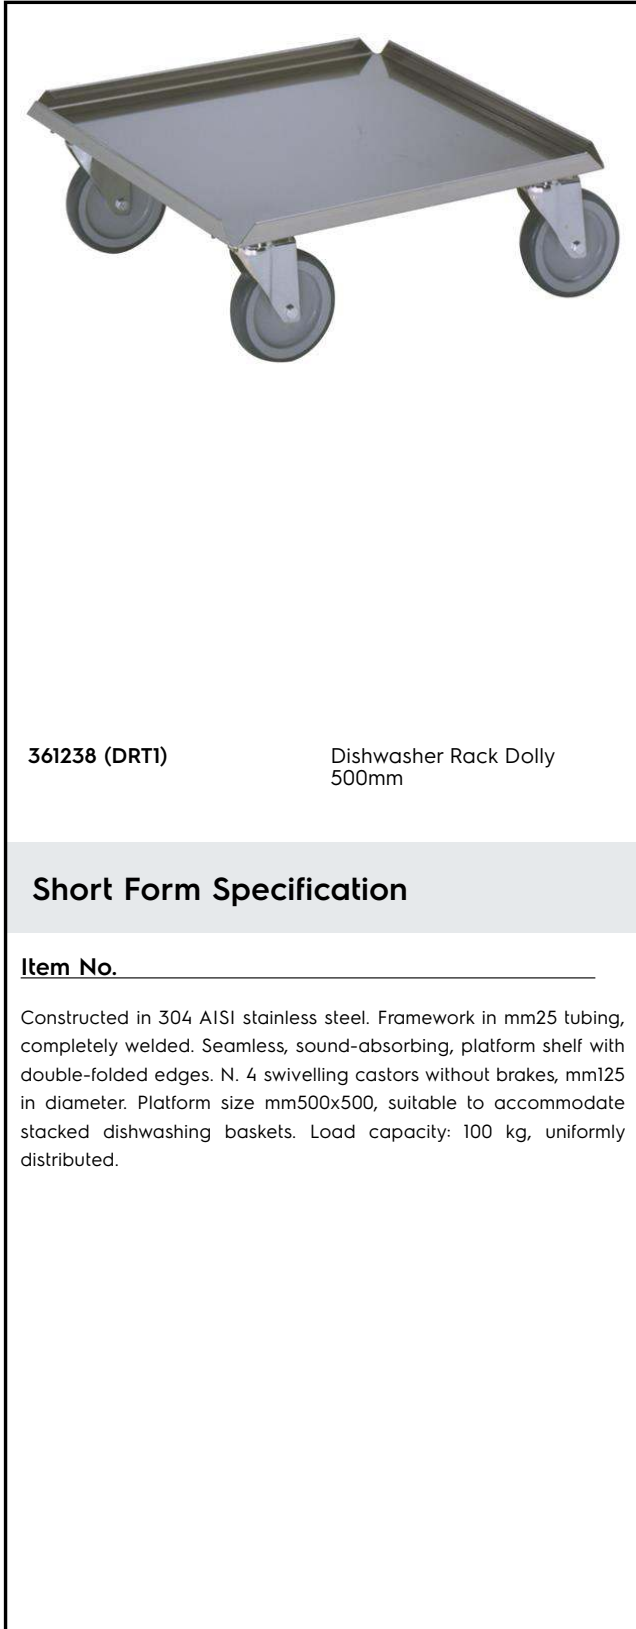 361238 (DRT1)
Dishwasher Rack Dolly
500mm
Short Form Specification
Item No.
Constructed in 304 AISI stainless steel. Framework in mm25 tubing,
completely welded. Seamless, sound-absorbing, platform shelf with
double-folded edges. N. 4 swivelling castors without brakes, mm125
in diameter. Platform size mm500x500, suitable to accommodate
stacked dishwashing baskets. Load capacity: 100 kg, uniformly
distributed.